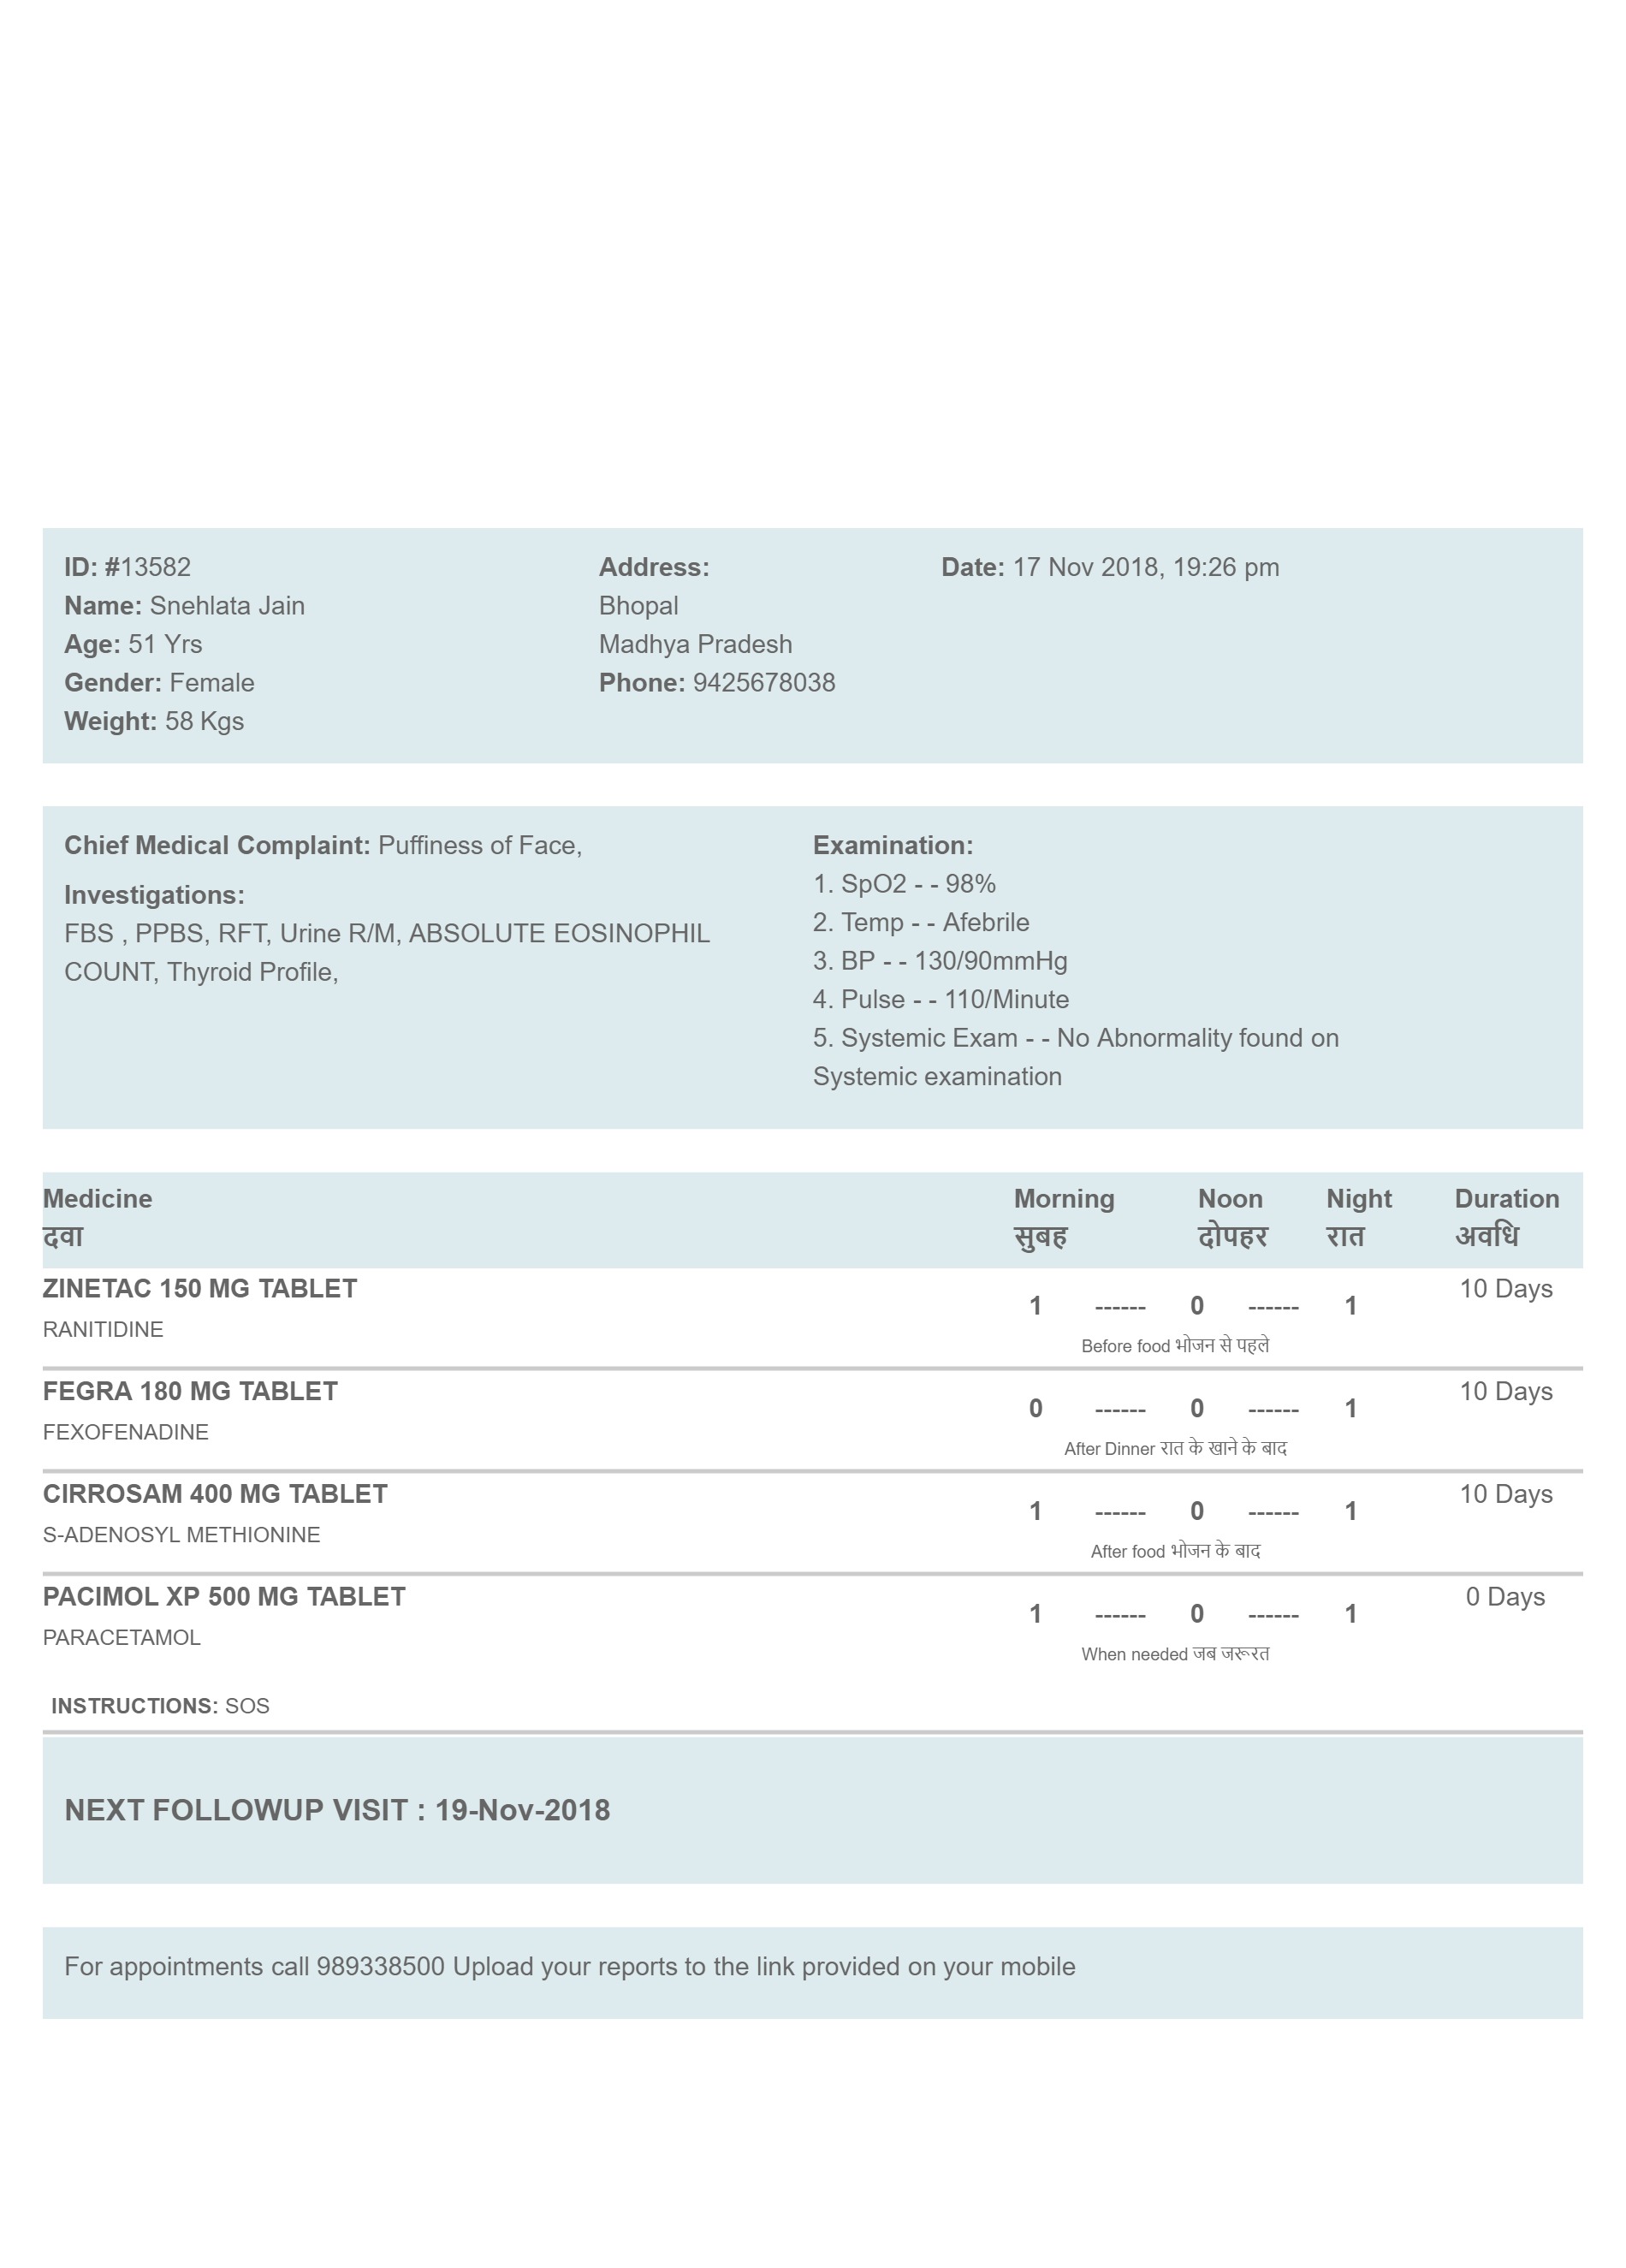 ID: #13582
Name: Snehlata Jain
Age: 51 Yrs
Gender: Female
Weight: 58 Kgs
Address:
Bhopal
Madhya Pradesh
Phone: 9425678038
Date: 17 Nov 2018, 19:26 pm
Chief Medical Complaint: Puffiness of Face,
Investigations:
FBS , PPBS, RFT, Urine R/M, ABSOLUTE EOSINOPHIL
COUNT, Thyroid Profile,
Examination:
1. SpO2 - - 98%
2. Temp - - Afebrile
3. BP - - 130/90mmHg
4. Pulse - - 110/Minute
5. Systemic Exam - - No Abnormality found on
Systemic examination
Medicine Morning Noon Night Duration
दवा सुबह दोपहर रात अवधि
ZINETAC 150 MG TABLET 10 Days
1 ------ 0 ------ 1
RANITIDINE
Before food भोजन से पहले
FEGRA 180 MG TABLET 10 Days
0 ------ 0 ------ 1
FEXOFENADINE
After Dinner रात के खाने के बाद
CIRROSAM 400 MG TABLET 10 Days
1 ------ 0 ------ 1
S-ADENOSYL METHIONINE
After food भोजन के बाद
PACIMOL XP 500 MG TABLET 0 Days
1 ------ 0 ------ 1
PARACETAMOL
When needed जब जरूरत
INSTRUCTIONS: SOS
NEXT FOLLOWUP VISIT : 19-Nov-2018
For appointments call 989338500 Upload your reports to the link provided on your mobile